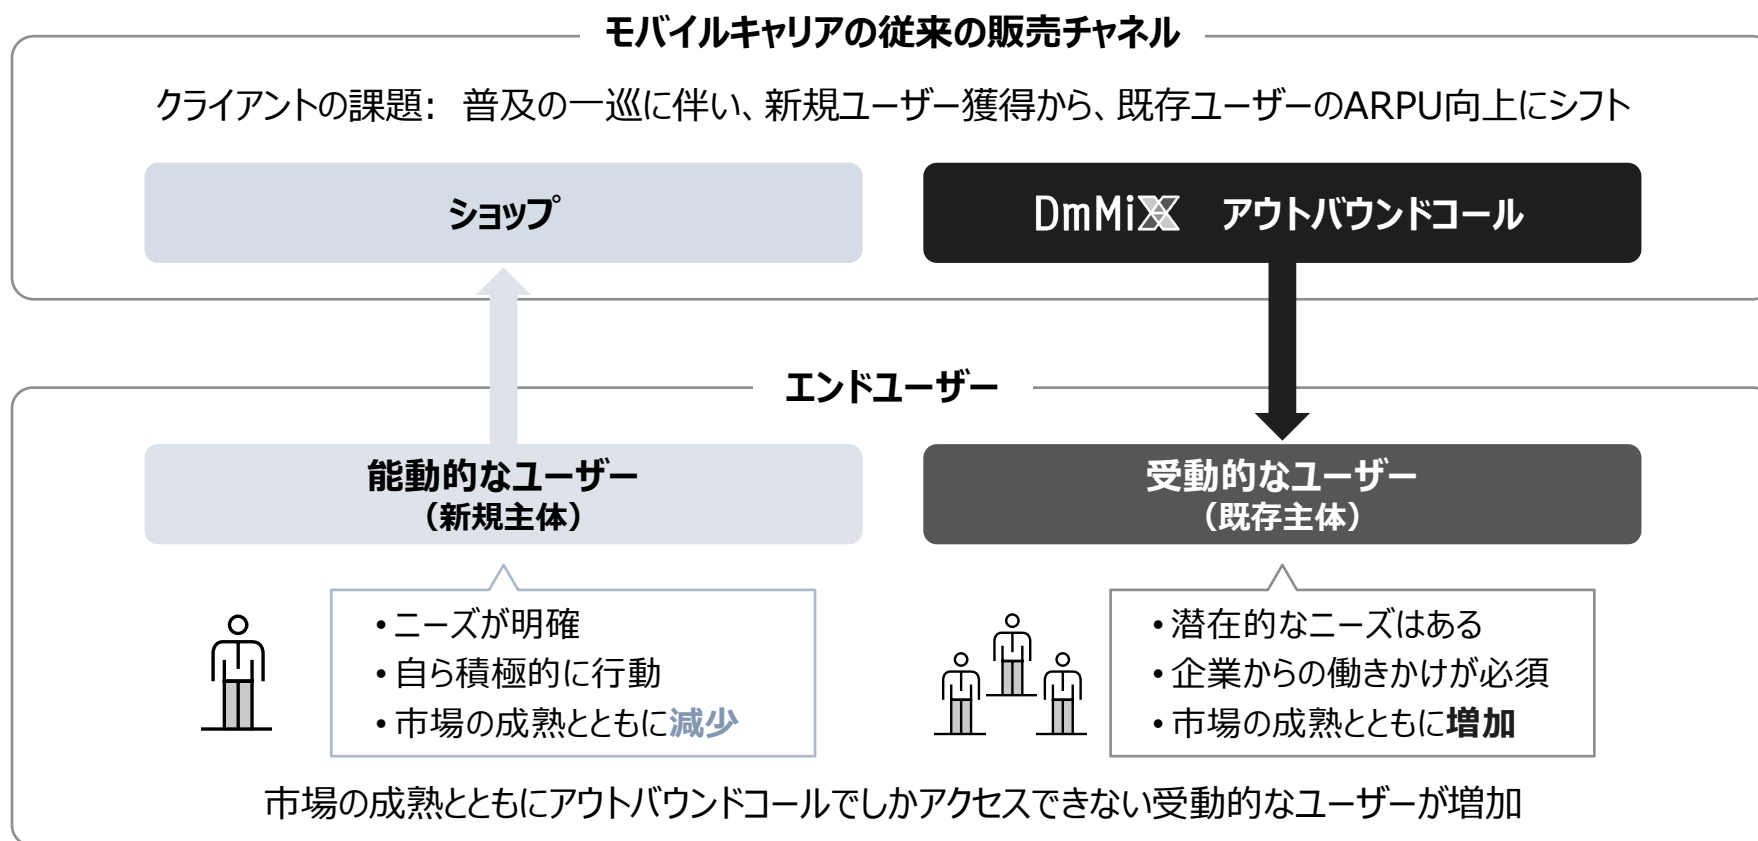 モバイルキャリアの従来の販売チャネル
クライアントの課題: 普及の一巡に伴い、新規ユーザー獲得から、既存ユーザーのARPU向上にシフト
ショップ
DmMiX アウトバウンドコール
エンドユーザー
能動的なユーザー
（新規主体）
受動的なユーザー
（既存主体）
•ニーズが明確
•自ら積極的に行動
•市場の成熟とともに減少
•潜在的なニーズはある
•企業からの働きかけが必須
•市場の成熟とともに増加
市場の成熟とともにアウトバウンドコールでしかアクセスできない受動的なユーザーが増加